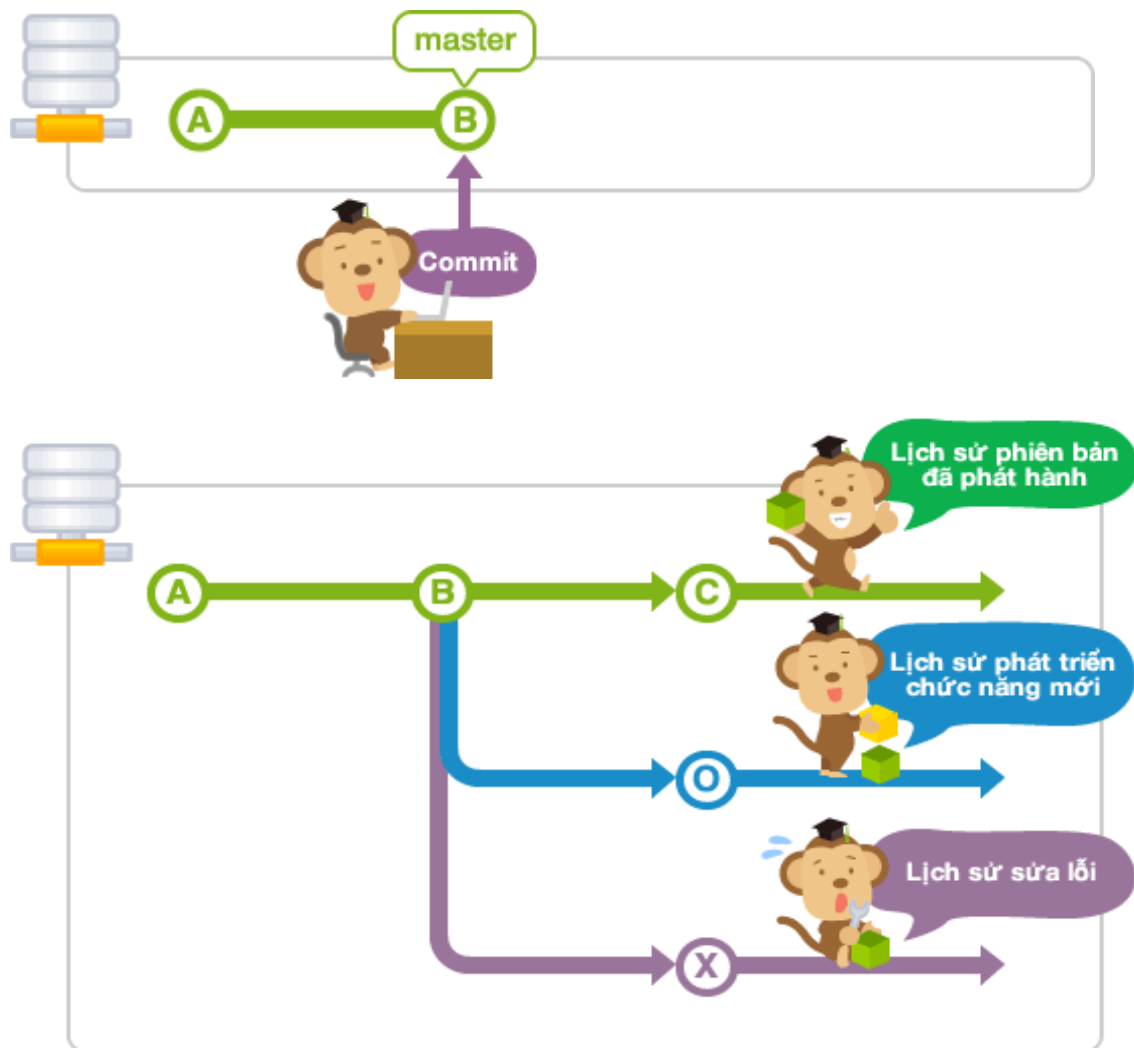 master
A
B
Commit
Lịch sử phiên bản
đã phát hành
A
B
C
Lịch sử phát triển
chức năng mới
O
Lịch sử sửa lỗi
X